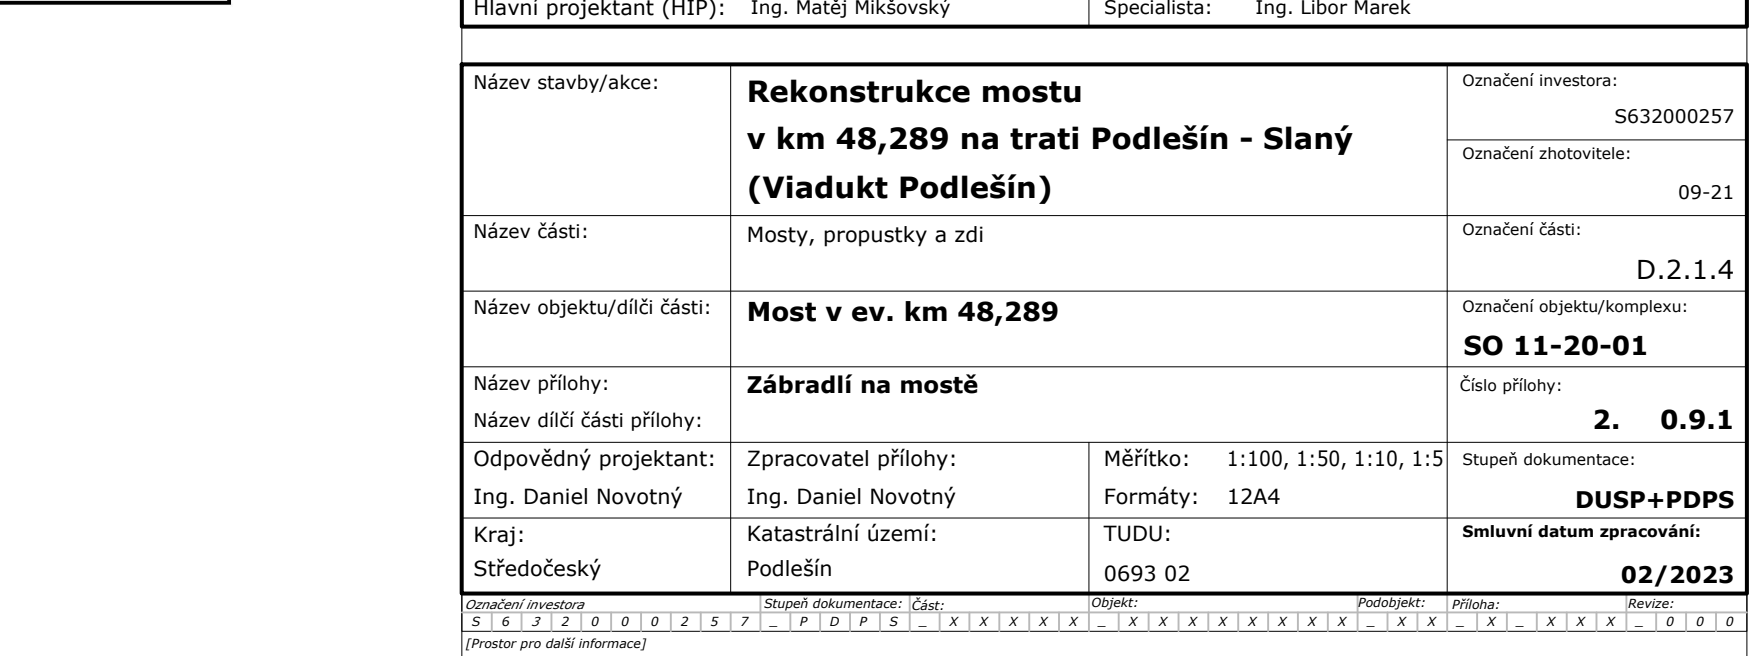 Hlavní projektant (HIP): Ing. Matěj Mikšovský Specialista: Ing. Libor Marek
Název stavby/akce: Rekonstrukce mostu
v km 48,289 na trati Podlešín - Slaný
(Viadukt Podlešín)
Označení investora:
S632000257
Označení zhotovitele:
09-21
Název části: Mosty, propustky a zdi Označení části:
D.2.1.4
Název objektu/dílči části: Most v ev. km 48,289 Označení objektu/komplexu:
SO 11-20-01
Název přílohy: Zábradlí na mostě Číslo přílohy:
Název dílčí části přílohy: 2. 0.9.1
Odpovědný projektant: Zpracovatel přílohy: Měřítko: 1:100, 1:50, 1:10, 1:5 Stupeň dokumentace:
Ing. Daniel Novotný Ing. Daniel Novotný Formáty: 12A4 DUSP+PDPS
Kraj: Katastrální území: TUDU: Smluvní datum zpracování:
Středočeský Podlešín 0693 02 02/2023
Označení investora Stupeň dokumentace: Část: Objekt: Podobjekt: Příloha: Revize:
S 6 3 2 0 0 0 2 5 7 _ P D P S _ X X X X X _ X X X X X X X X _ X X _ X _ X X X _ 0 0 0
[Prostor pro další informace]